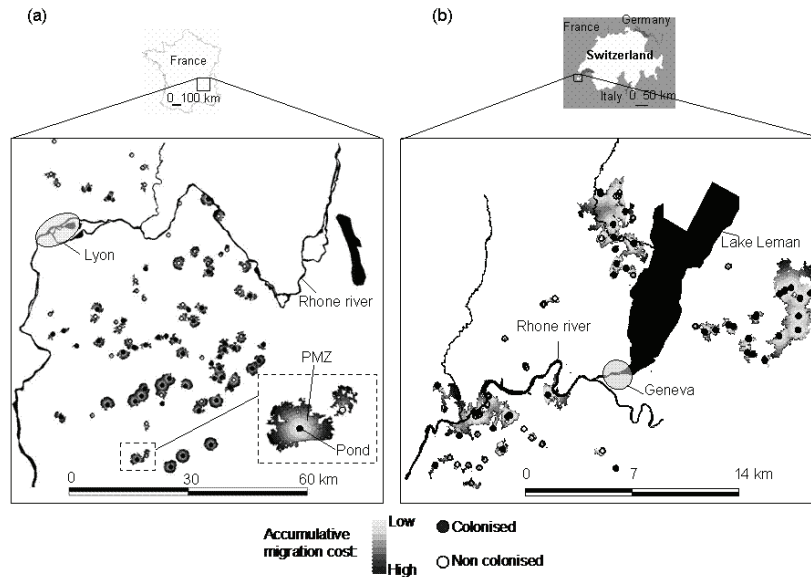 (a)
France
0 100 km
Lyon
Rhone river
PMZ
Pond
0 30 60 km
(b)
France Germany
Switzerland
Italy 0 50 km
Lake Leman
Rhone river
Geneva
0 7 14 km
Accumulative
migration cost:
Low
High
Colonised
Non colonised